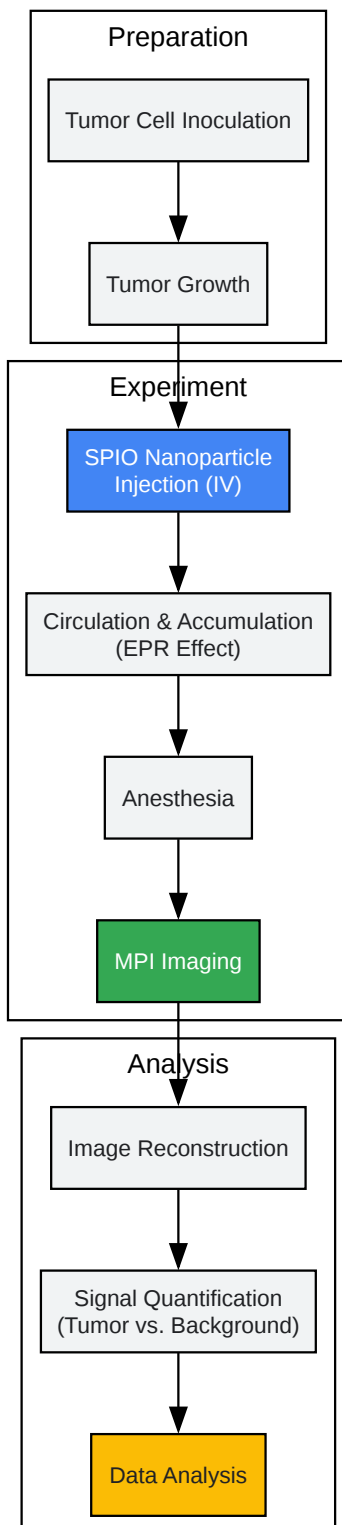 Preparation
Tumor Cell Inoculation
Tumor Growth
Experiment
SPIO Nanoparticle
Injection (IV)
Circulation & Accumulation
(EPR Effect)
Anesthesia
MPI Imaging
Analysis
Image Reconstruction
Signal Quantification
(Tumor vs. Background)
Data Analysis